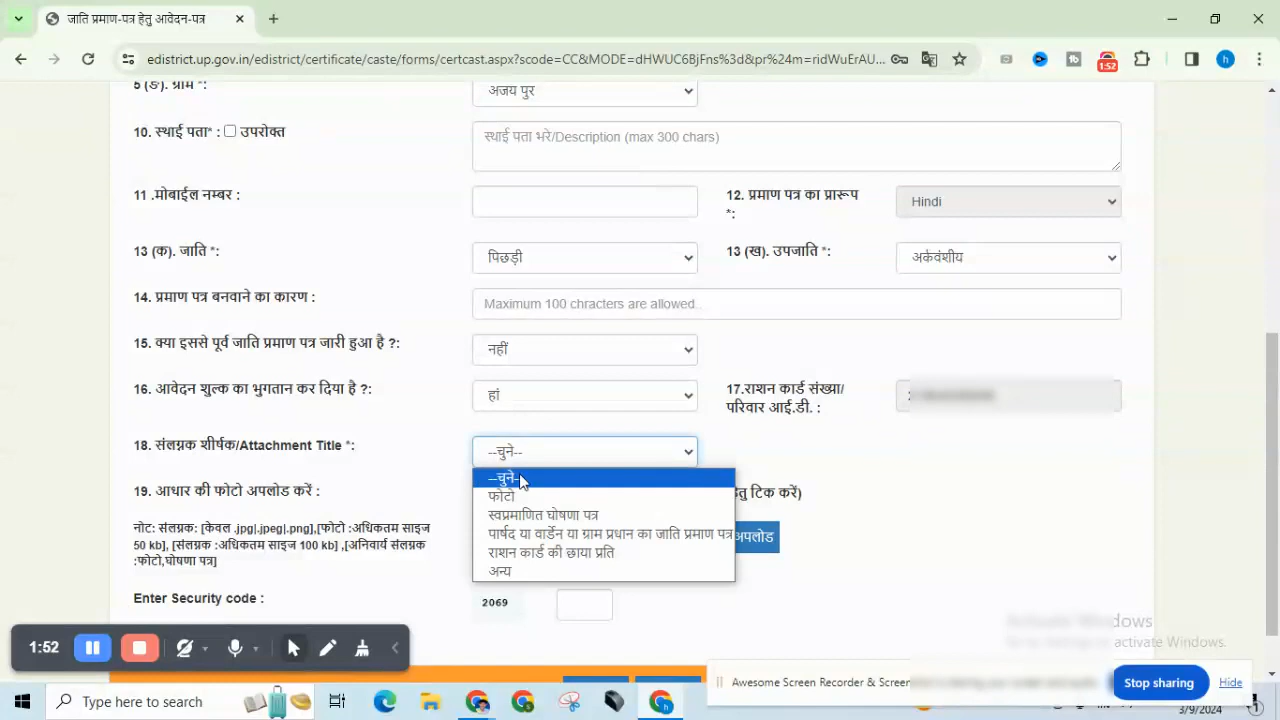 जाति प्रमाण-पत्र हेतु आवेदन-पत्र
edistrict.up.gov.in/edistrict/certificate/caste/forms/certcast.aspx?scode=CC&MODE=dHWUC6BjFns%3d&pr%24m=ridWuErAU...
1:52
h
5 (ङ). ग्राम *:
अजय पुर
10. स्थाई पता* : उपरोक्त
स्थाई पता भरे/Description (max 300 chars)
11 .मोबाईल नम्बर :
12. प्रमाण पत्र का प्रारूप *:
Hindi
13 (क). जाति *:
पिछड़ी
13 (ख). उपजाति *:
अर्कवंशीय
14. प्रमाण पत्र बनवाने का कारण :
Maximum 100 chracters are allowed..
15. क्या इससे पूर्व जाति प्रमाण पत्र जारी हुआ है ?:
नहीं
16. आवेदन शुल्क का भुगतान कर दिया है ?:
हां
17.राशन कार्ड संख्या/
परिवार आई.डी. :
18. संलग्नक शीर्षक/Attachment Title *:
--चुने--
--चुने-
फोटो
स्वप्रमाणित घोषणा पत्र
पार्षद या वार्डेन या ग्राम प्रधान का जाति प्रमाण पत्र
राशन कार्ड की छाया प्रति
अन्य
19. आधार की फोटो अपलोड करें :
हेतु टिक करें)
नोट: संलग्नक: [केवल .jpg|.jpeg|.png],[फोटो :अधिकतम साइज
50 kb], [संलग्नक :अधिकतम साइज 100 kb] ,[अनिवार्य संलग्नक
:फोटो,घोषणा पत्र]
अपलोड
Enter Security code :
2069
Activate Windows
activate Windows.
1:52
Awesome Screen Recorder & Screen
Stop sharing
Hide
Type here to search
3/9/2024